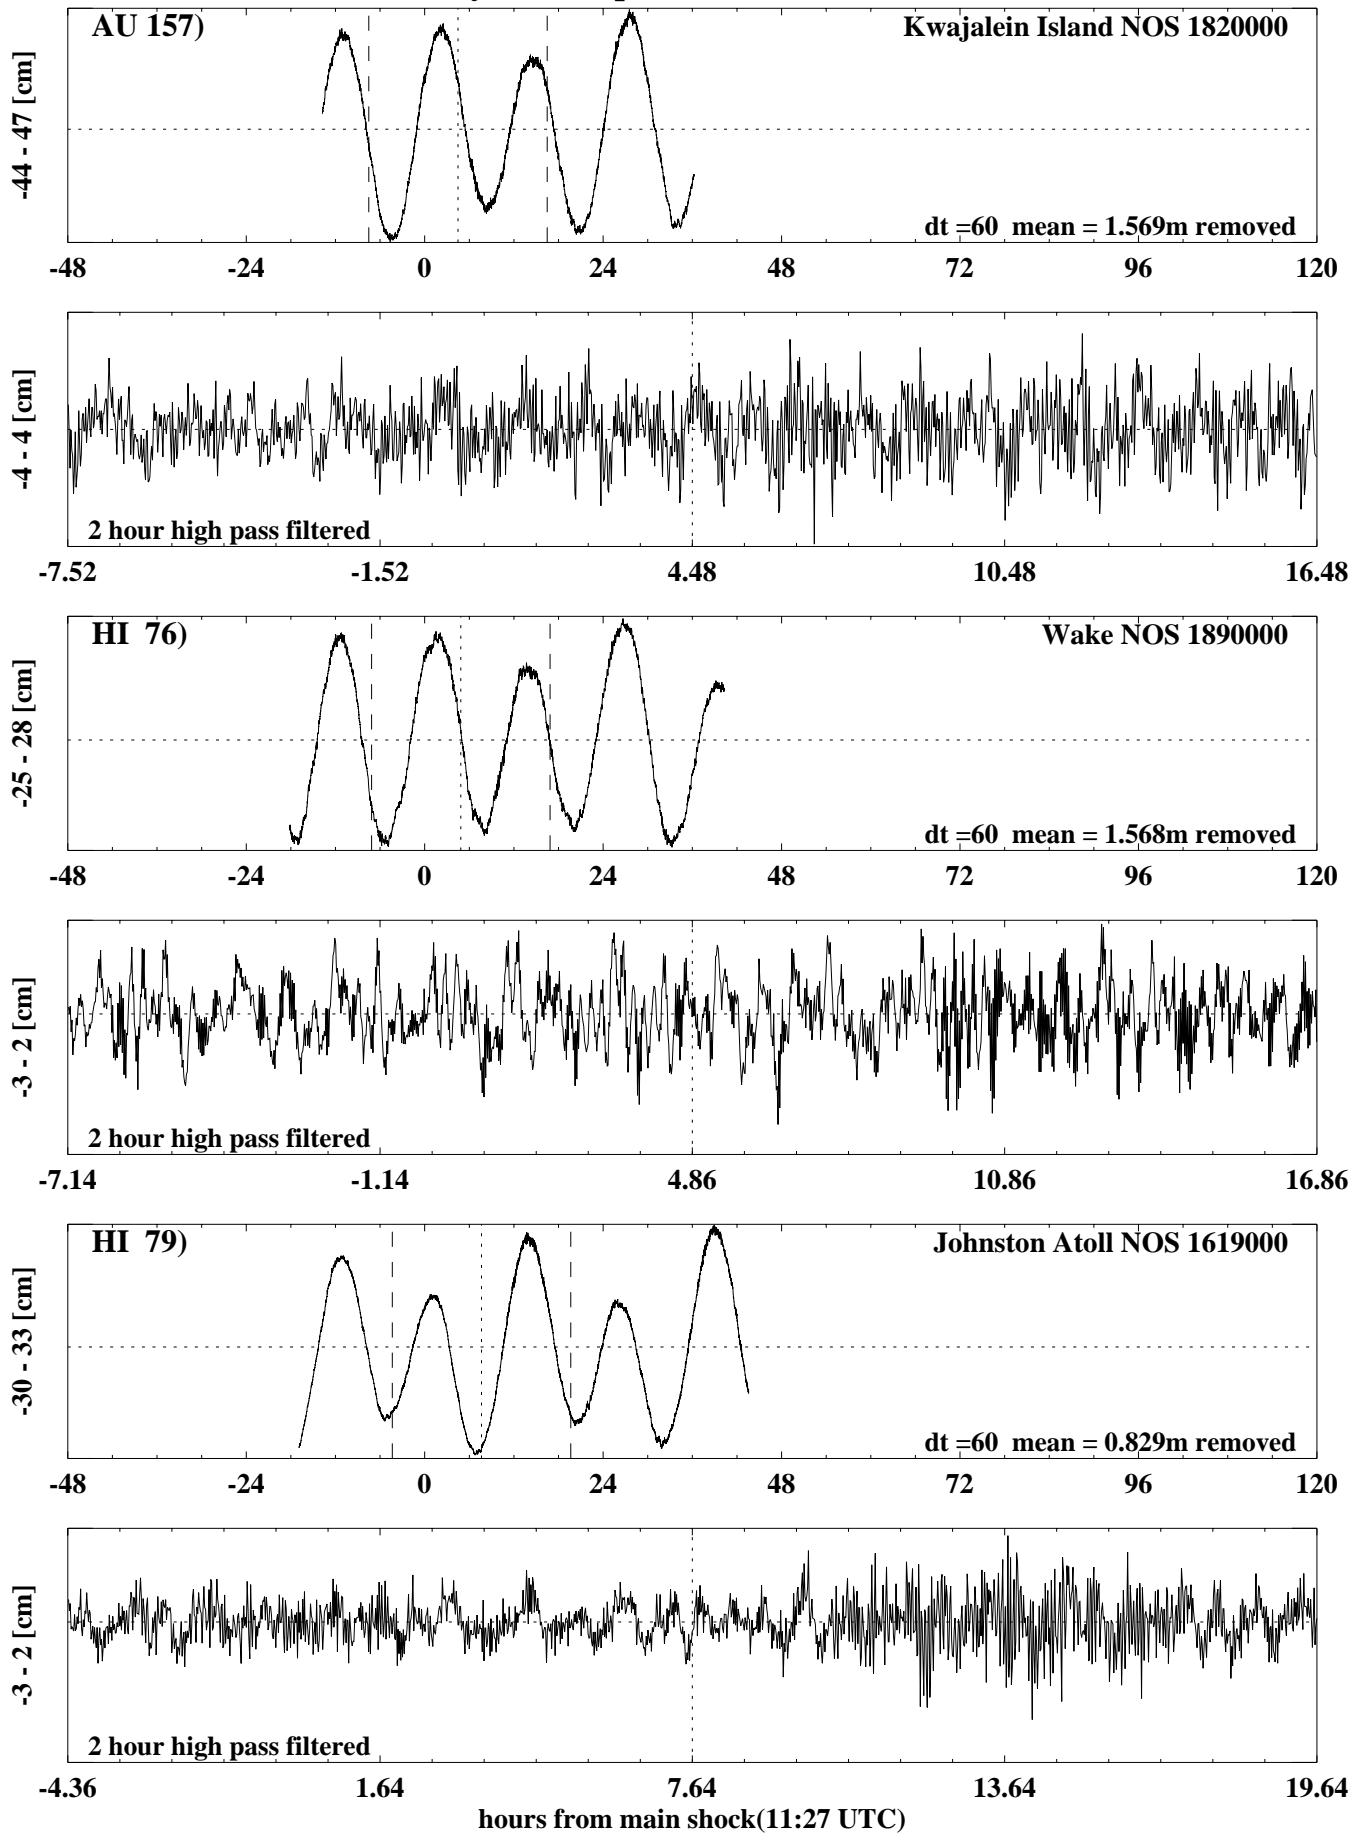 AU 157) Kwajalein Island NOS 1820000
-44 - 47 [cm]
dt =60 mean = 1.569m removed
-48 -24 0 24 48 72 96 120
-4 - 4 [cm]
2 hour high pass filtered
-7.52 -1.52 4.48 10.48 16.48
HI 76) Wake NOS 1890000
-25 - 28 [cm]
dt =60 mean = 1.568m removed
-48 -24 0 24 48 72 96 120
-3 - 2 [cm]
2 hour high pass filtered
-7.14 -1.14 4.86 10.86 16.86
HI 79) Johnston Atoll NOS 1619000
-30 - 33 [cm]
dt =60 mean = 0.829m removed
-48 -24 0 24 48 72 96 120
-3 - 2 [cm]
2 hour high pass filtered
-4.36 1.64 7.64 13.64 19.64
hours from main shock(11:27 UTC)